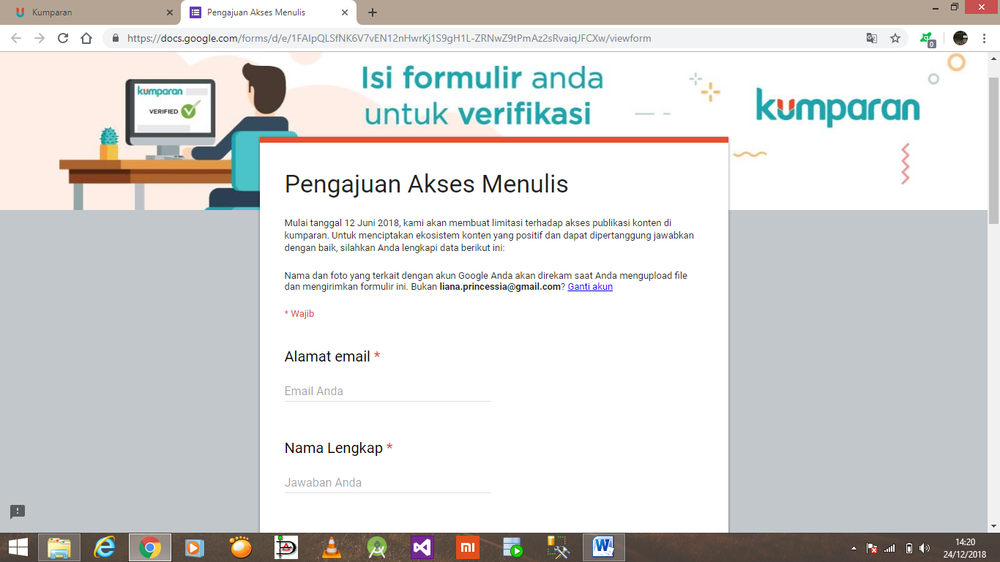 Kumparan
Pengajuan Akses Menulis
https://docs.google.com/forms/d/e/1FAIpQLSfNK6V7vEN12nHwrKj1S9gH1L-ZRNwZ9tPmAz2sRvaiqJFCXw/viewform
0
kumparan
VERIFIED
Isi formulir anda
untuk verifikasi
kumparan
Pengajuan Akses Menulis
Mulai tanggal 12 Juni 2018, kami akan membuat limitasi terhadap akses publikasi konten di
kumparan. Untuk menciptakan ekosistem konten yang positif dan dapat dipertanggung jawabkan
dengan baik, silahkan Anda lengkapi data berikut ini:
Nama dan foto yang terkait dengan akun Google Anda akan direkam saat Anda mengupload file
dan mengirimkan formulir ini. Bukan liana.princessia@gmail.com? Ganti akun
* Wajib
Alamat email *
Email Anda
Nama Lengkap *
Jawaban Anda
14:20
24/12/2018